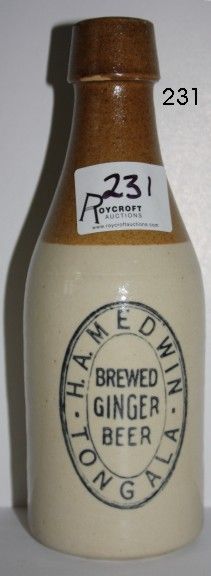 231
231
ROYCROFT
AUCTIONS
www.roycroftauctions.com
H.A. MEDWIN
BREWED
GINGER
BEER
TONGALA